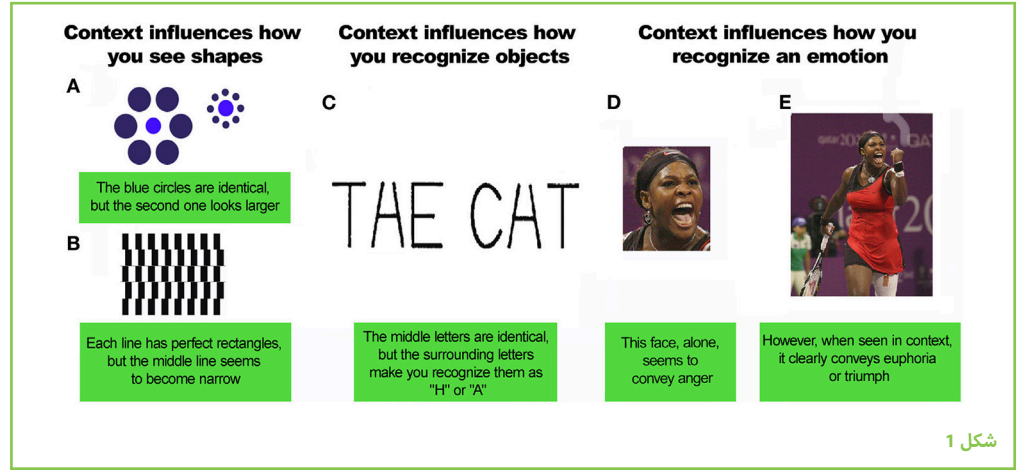 Context influences how
you see shapes
A
The blue circles are identical,
but the second one looks larger
B
Each line has perfect rectangles,
but the middle line seems
to become narrow
Context influences how
you recognize objects
C
TAE CAT
The middle letters are identical,
but the surrounding letters
make you recognize them as
"H" or "A"
Context influences how you
recognize an emotion
D
This face, alone,
seems to
convey anger
E
However, when seen in context,
it clearly conveys euphoria
or triumph
شكل 1